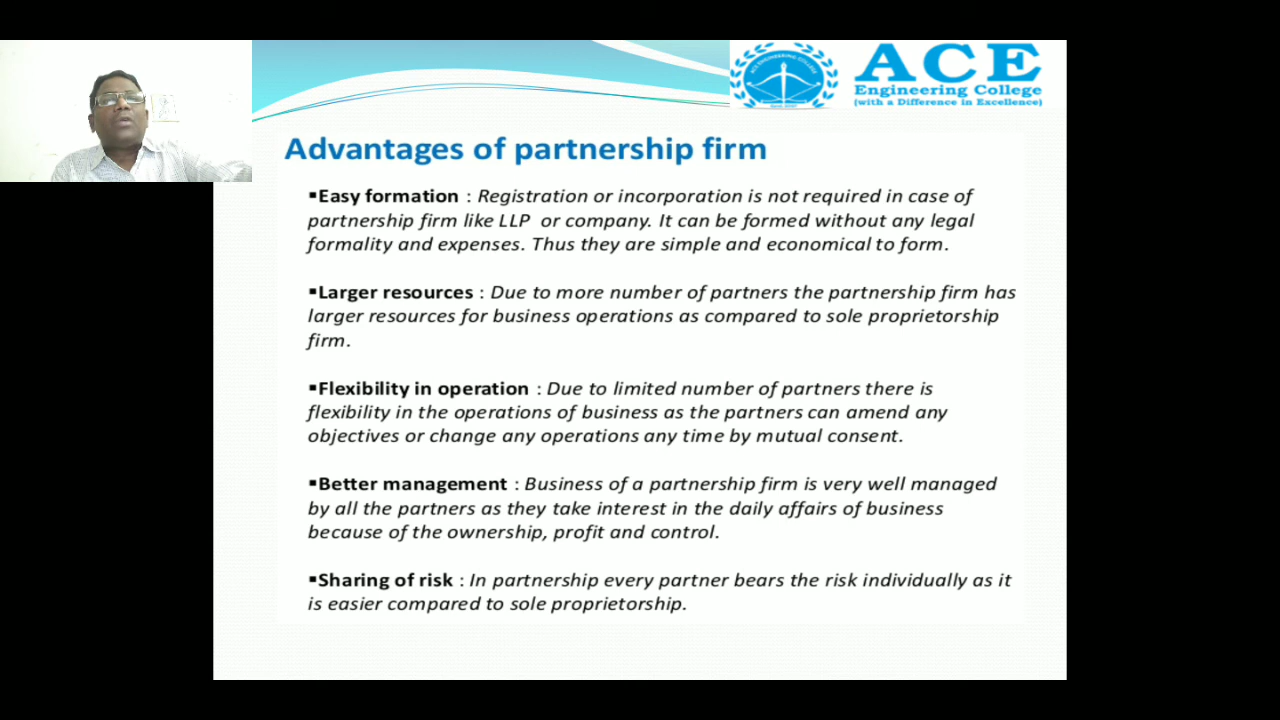 ACE
Engineering College
(with a Difference in Excellence)
Advantages of partnership firm
▪Easy formation : Registration or incorporation is not required in case of
partnership firm like LLP or company. It can be formed without any legal
formality and expenses. Thus they are simple and economical to form.
▪Larger resources : Due to more number of partners the partnership firm has
larger resources for business operations as compared to sole proprietorship
firm.
▪Flexibility in operation : Due to limited number of partners there is
flexibility in the operations of business as the partners can amend any
objectives or change any operations any time by mutual consent.
▪Better management : Business of a partnership firm is very well managed
by all the partners as they take interest in the daily affairs of business
because of the ownership, profit and control.
▪Sharing of risk : In partnership every partner bears the risk individually as it
is easier compared to sole proprietorship.